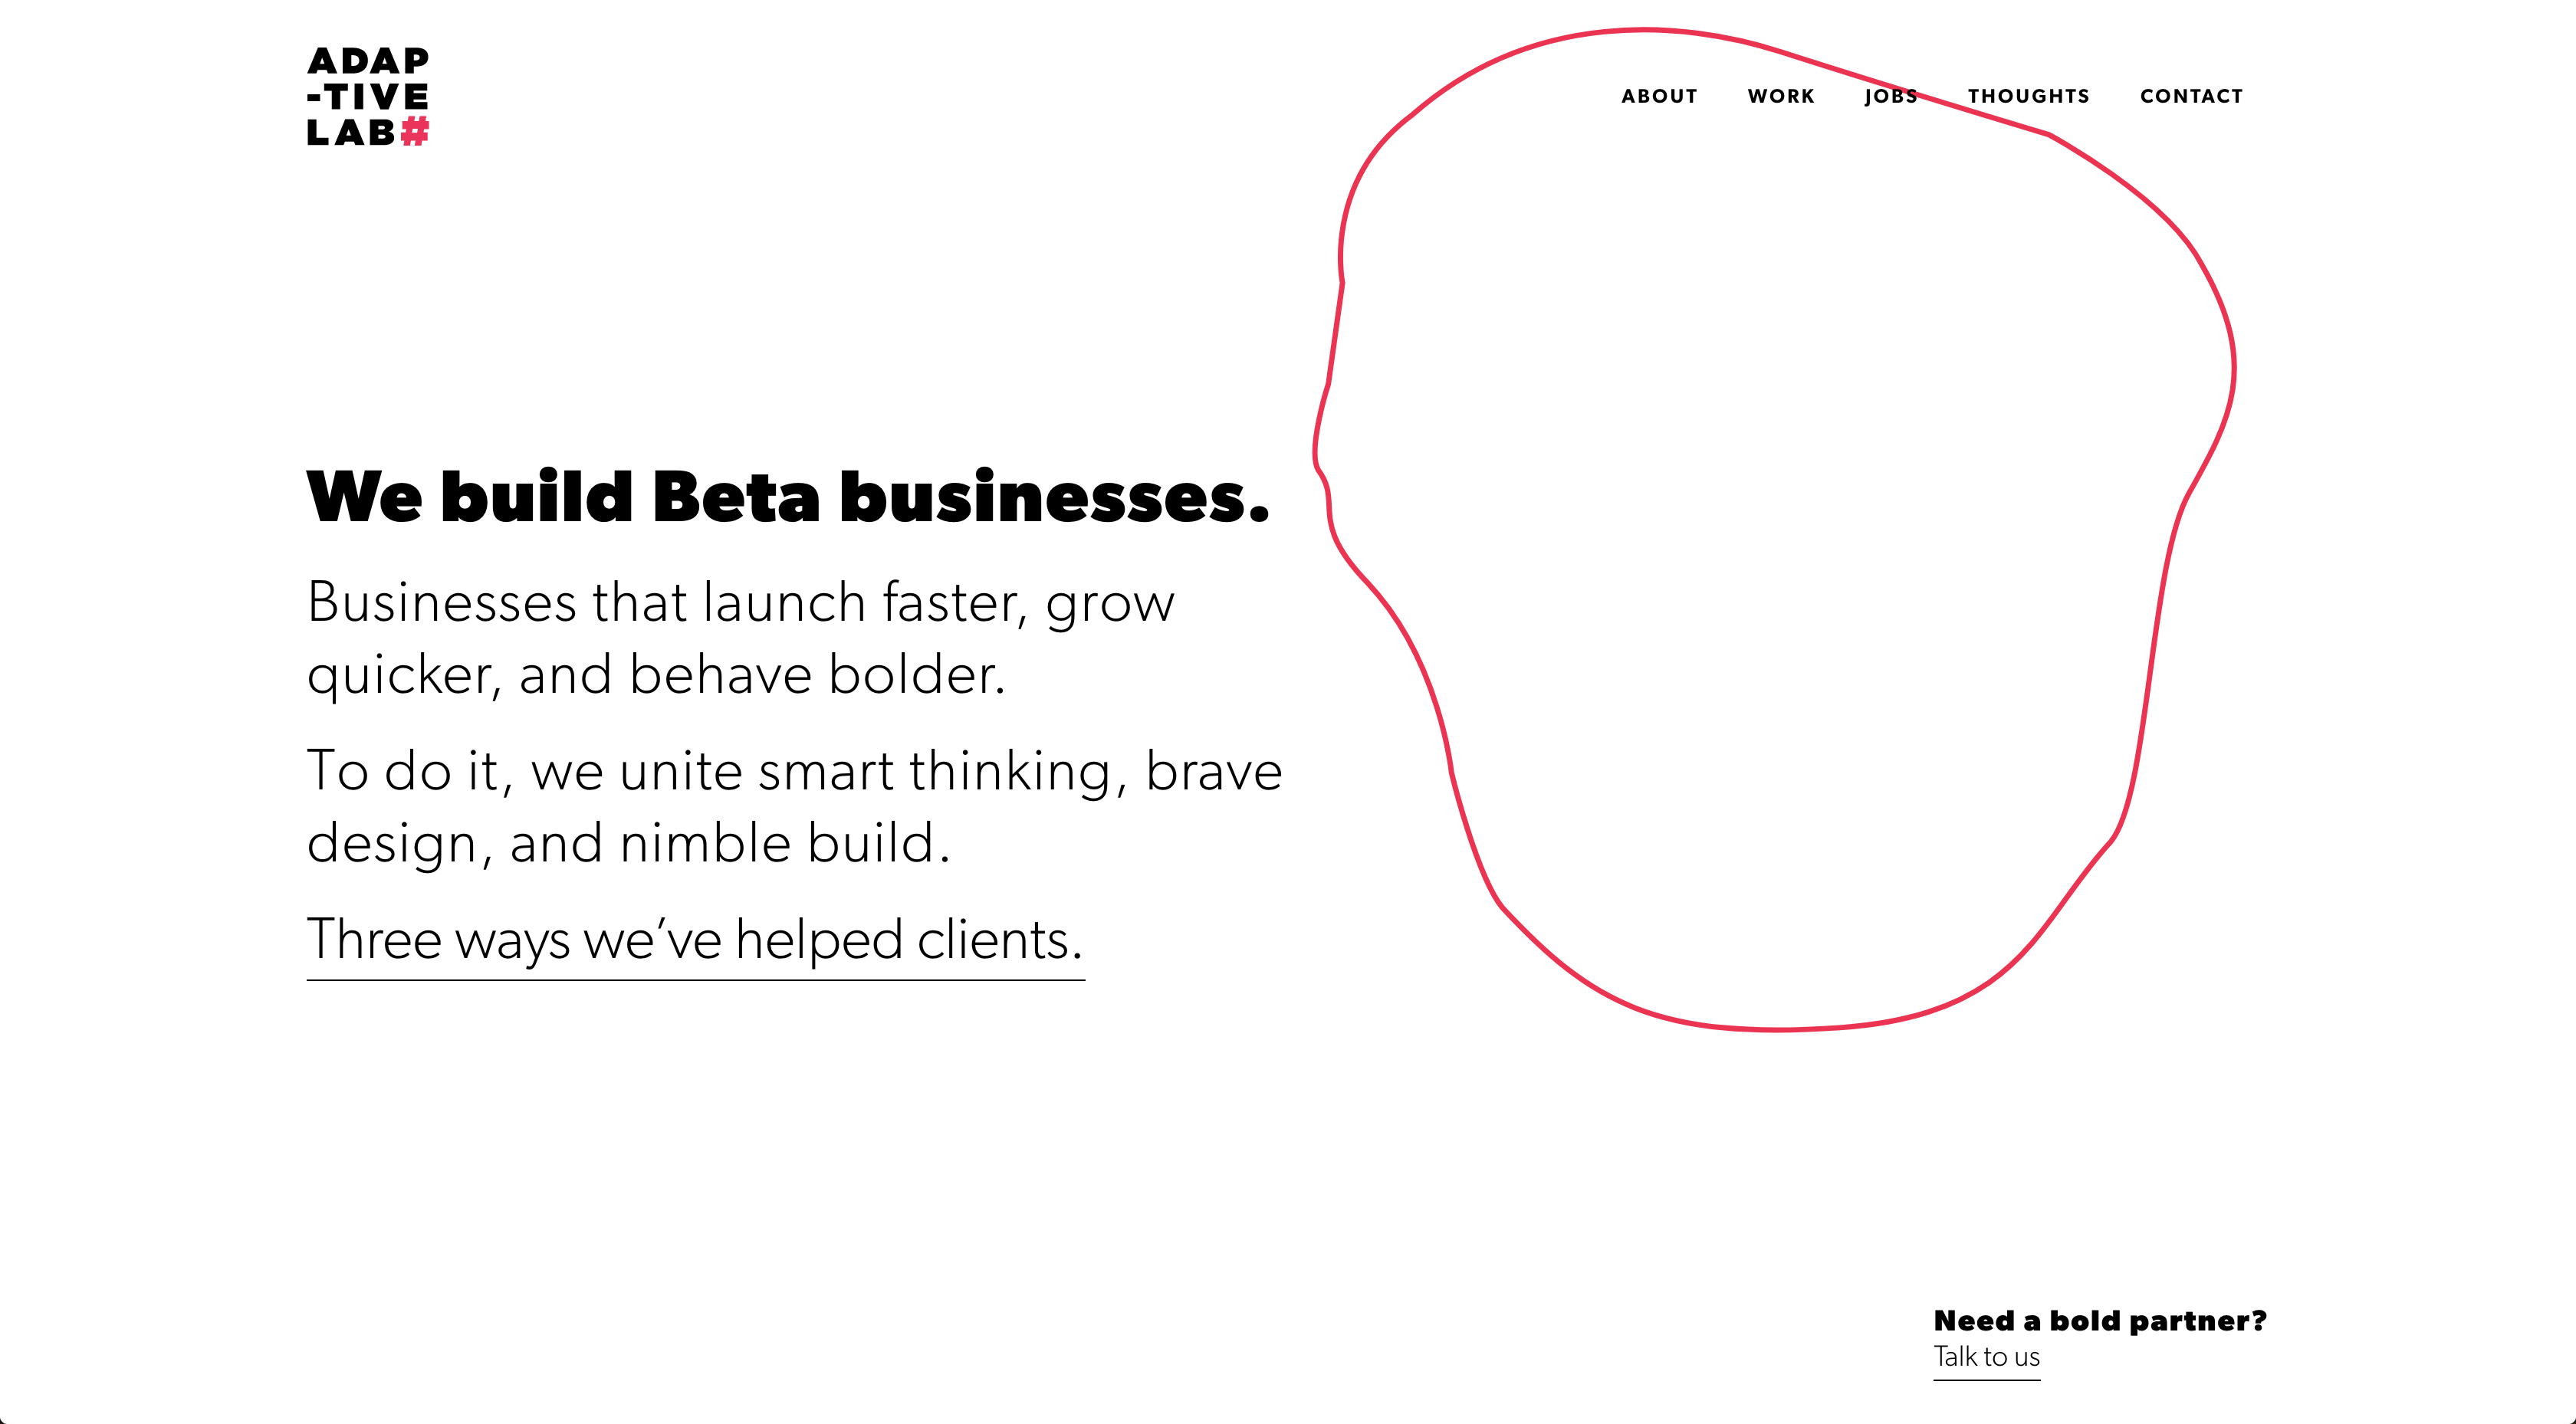 ADAP
-TIVE
LAB#
ABOUT WORK JOBS THOUGHTS CONTACT
We build Beta businesses.
Businesses that launch faster, grow
quicker, and behave bolder.
To do it, we unite smart thinking, brave
design, and nimble build.
Three ways we’ve helped clients.
Need a bold partner?
Talk to us